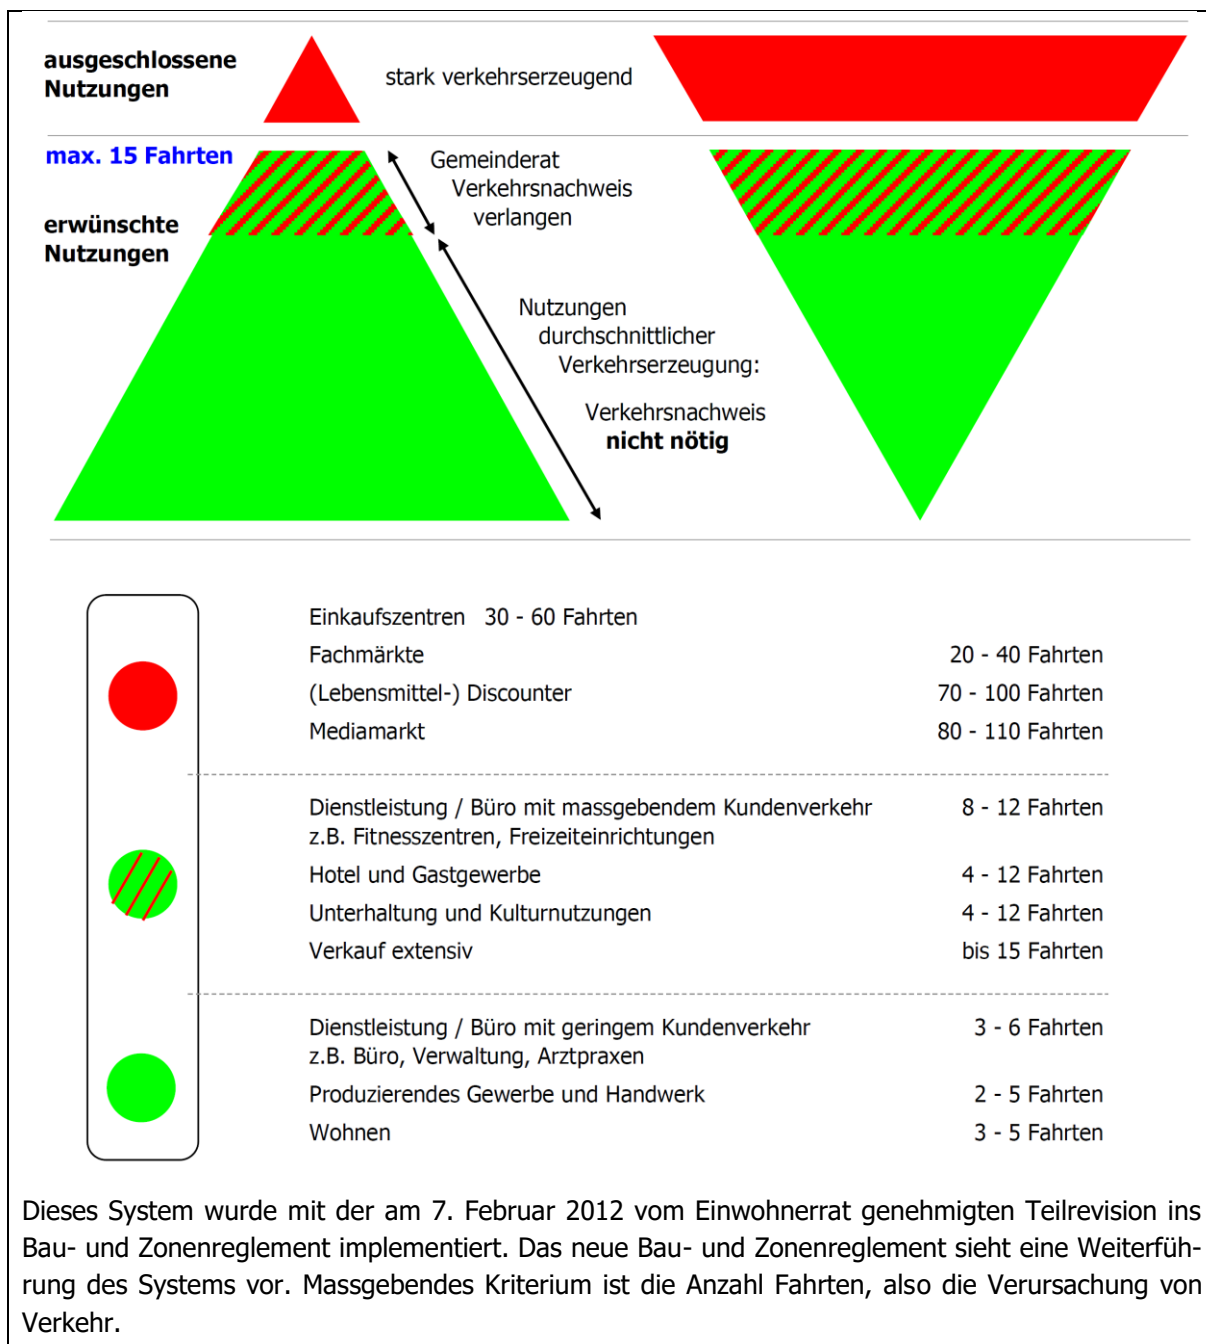 ausgeschlossene
Nutzungen
stark verkehrserzeugend
max. 15 Fahrten
Gemeinderat
Verkehrsnachweis
verlangen
erwünschte
Nutzungen
Nutzungen
durchschnittlicher
Verkehrserzeugung:
Verkehrsnachweis
nicht nötig
Einkaufszentren 30 - 60 Fahrten
Fachmärkte 20 - 40 Fahrten
(Lebensmittel-) Discounter 70 - 100 Fahrten
Mediamarkt 80 - 110 Fahrten
Dienstleistung / Büro mit massgebendem Kundenverkehr 8 - 12 Fahrten
z.B. Fitnesszentren, Freizeiteinrichtungen
Hotel und Gastgewerbe 4 - 12 Fahrten
Unterhaltung und Kulturnutzungen 4 - 12 Fahrten
Verkauf extensiv bis 15 Fahrten
Dienstleistung / Büro mit geringem Kundenverkehr 3 - 6 Fahrten
z.B. Büro, Verwaltung, Arztpraxen
Produzierendes Gewerbe und Handwerk 2 - 5 Fahrten
Wohnen 3 - 5 Fahrten
Dieses System wurde mit der am 7. Februar 2012 vom Einwohnerrat genehmigten Teilrevision ins
Bau- und Zonenreglement implementiert. Das neue Bau- und Zonenreglement sieht eine Weiterfüh-
rung des Systems vor. Massgebendes Kriterium ist die Anzahl Fahrten, also die Verursachung von
Verkehr.